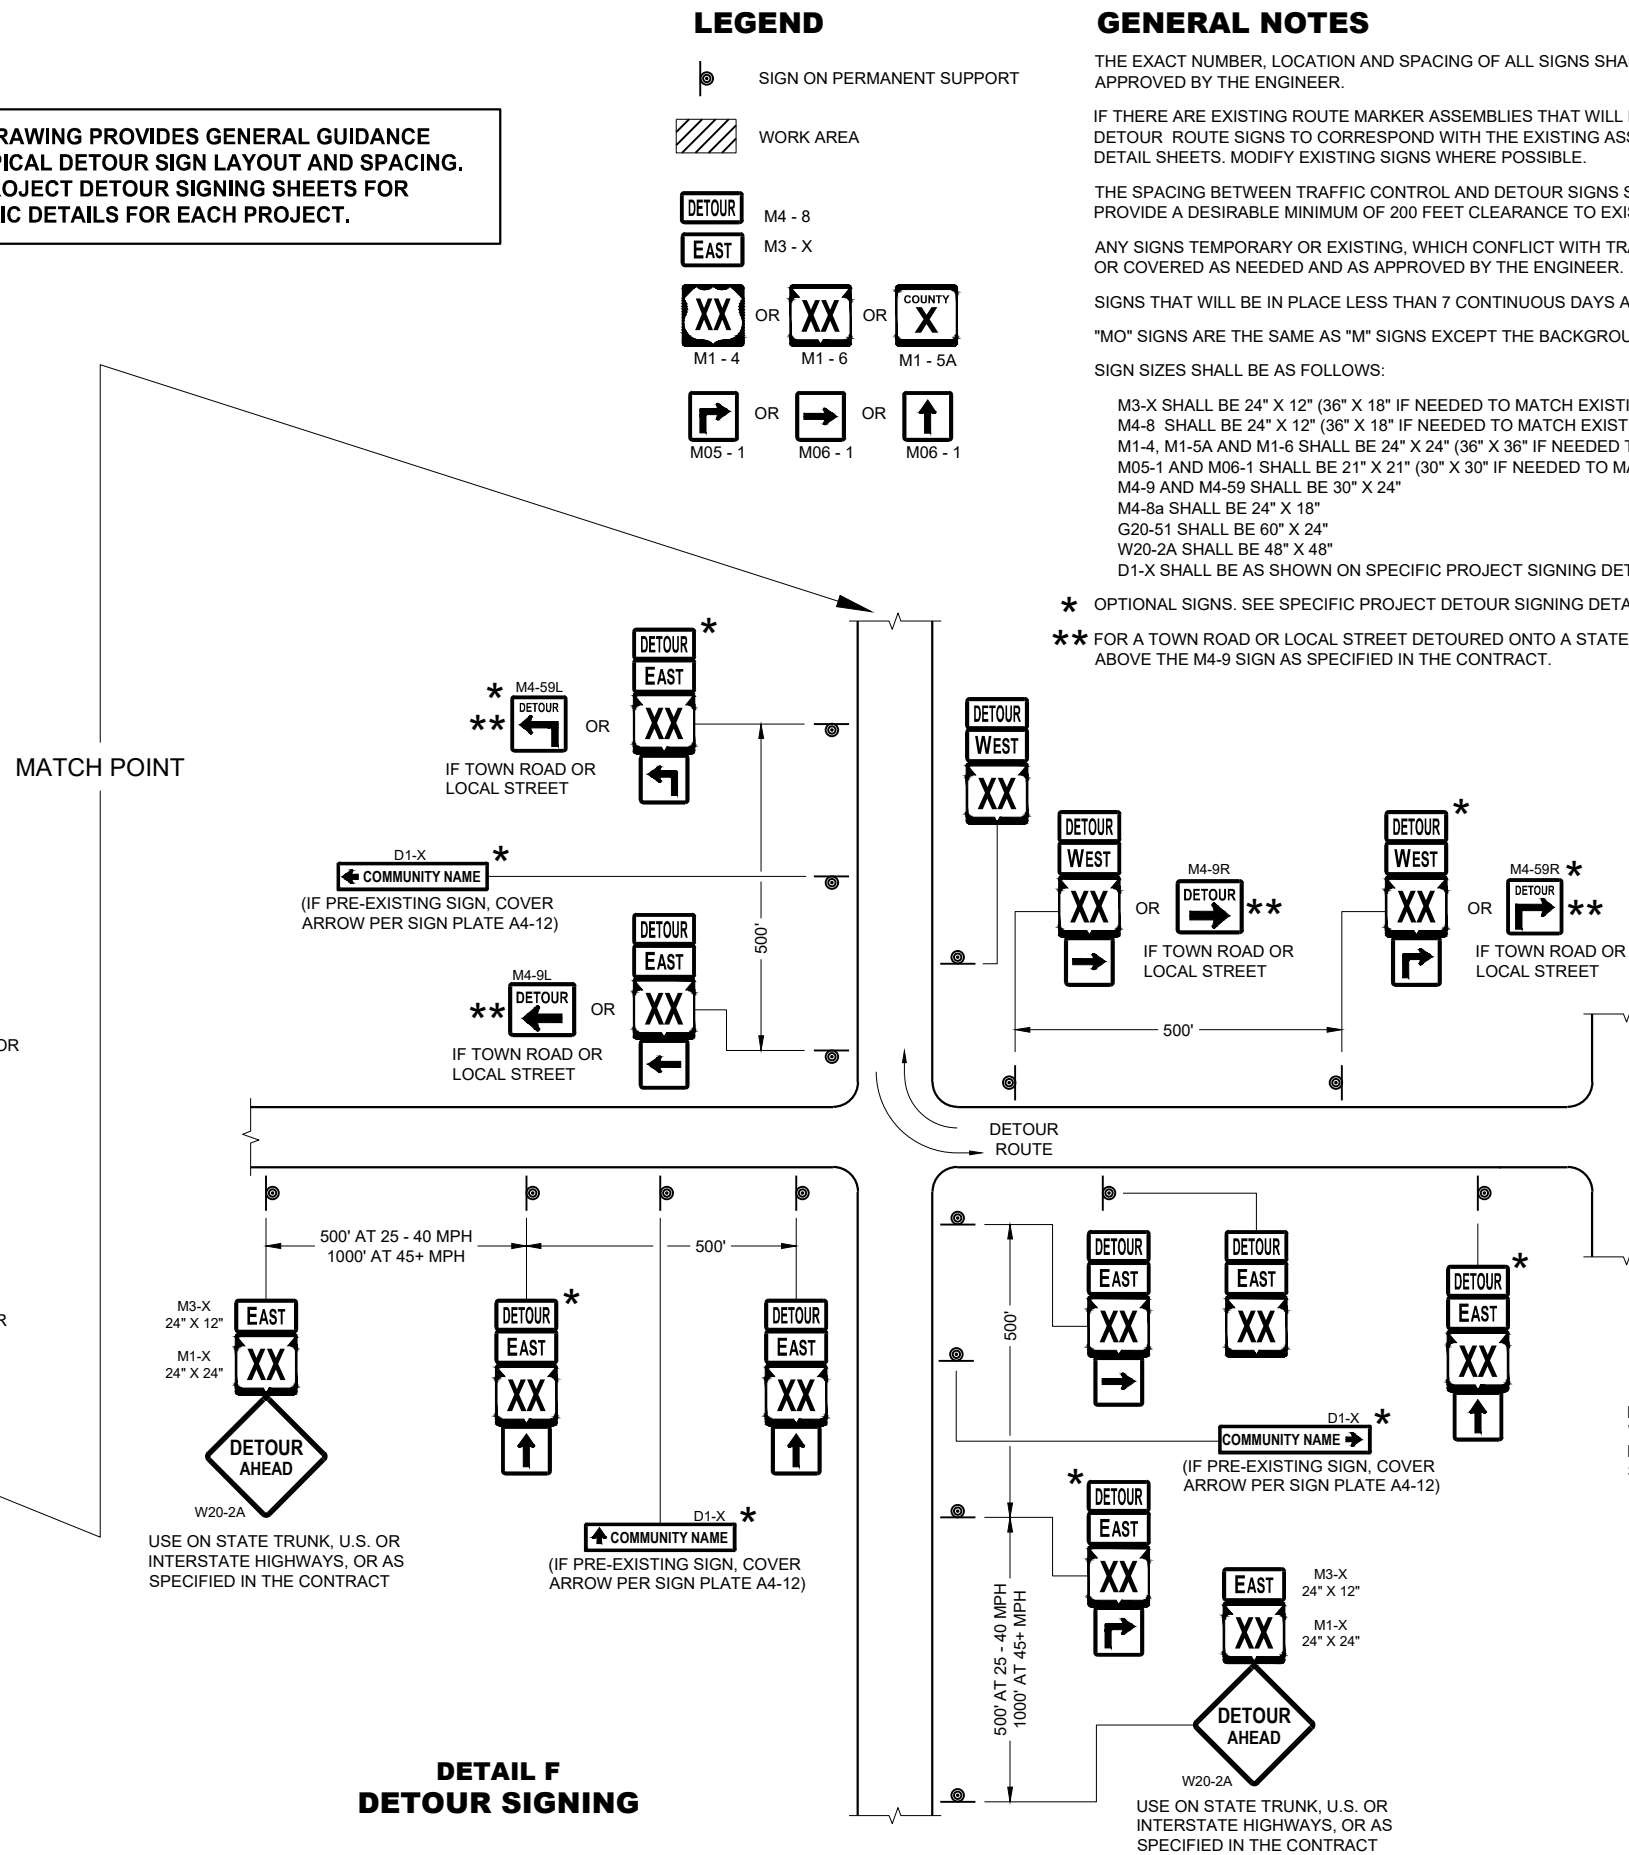 LEGEND
SIGN ON PERMANENT SUPPORT
WORK AREA
DETOUR
M4 - 8
EAST
M3 - X
XX OR XX OR COUNTY X
M1 - 4 M1 - 6 M1 - 5A
OR OR
M05 - 1 M06 - 1 M06 - 1
GENERAL NOTES
THE EXACT NUMBER, LOCATION AND SPACING OF ALL SIGNS
APPROVED BY THE ENGINEER.
IF THERE ARE EXISTING ROUTE MARKER ASSEMBLIES THAT WILL
DETOUR ROUTE SIGNS TO CORRESPOND WITH THE EXISTING
DETAIL SHEETS. MODIFY EXISTING SIGNS WHERE POSSIBLE.
THE SPACING BETWEEN TRAFFIC CONTROL AND DETOUR SIGNS
PROVIDE A DESIRABLE MINIMUM OF 200 FEET CLEARANCE TO
ANY SIGNS TEMPORARY OR EXISTING, WHICH CONFLICT WITH
OR COVERED AS NEEDED AND AS APPROVED BY THE ENGINEER.
SIGNS THAT WILL BE IN PLACE LESS THAN 7 CONTINUOUS DAYS
"MO" SIGNS ARE THE SAME AS "M" SIGNS EXCEPT THE
SIGN SIZES SHALL BE AS FOLLOWS:
M3-X SHALL BE 24" X 12" (36" X 18" IF NEEDED TO MATCH
M4-8 SHALL BE 24" X 12" (36" X 18" IF NEEDED TO MATCH
M1-4, M1-5A AND M1-6 SHALL BE 24" X 24" (36" X 36" IF NEEDED
M05-1 AND M06-1 SHALL BE 21" X 21" (30" X 30" IF NEEDED TO
M4-9 AND M4-59 SHALL BE 30" X 24"
M4-8a SHALL BE 24" X 18"
G20-51 SHALL BE 60" X 24"
W20-2A SHALL BE 48" X 48"
D1-X SHALL BE AS SHOWN ON SPECIFIC PROJECT SIGNING
* OPTIONAL SIGNS. SEE SPECIFIC PROJECT DETOUR SIGNING
** FOR A TOWN ROAD OR LOCAL STREET DETOURED ONTO A STATE
ABOVE THE M4-9 SIGN AS SPECIFIED IN THE CONTRACT.
RAWING PROVIDES GENERAL GUIDANCE
PICAL DETOUR SIGN LAYOUT AND SPACING.
OJECT DETOUR SIGNING SHEETS FOR
IC DETAILS FOR EACH PROJECT.
MATCH POINT
OR
R
* M4-59L
** DETOUR
OR
IF TOWN ROAD OR
LOCAL STREET
DETOUR *
EAST
XX
D1-X *
COMMUNITY NAME
(IF PRE-EXISTING SIGN, COVER
ARROW PER SIGN PLATE A4-12)
500'
M4-9L
** DETOUR
OR
IF TOWN ROAD OR
LOCAL STREET
DETOUR
EAST
XX
DETOUR
WEST
XX
DETOUR
WEST
XX
OR
M4-9R
DETOUR **
IF TOWN ROAD OR
LOCAL STREET
DETOUR *
WEST
XX
OR
M4-59R *
DETOUR **
IF TOWN ROAD OR
LOCAL STREET
500'
DETOUR
ROUTE
500' AT 25 - 40 MPH
1000' AT 45+ MPH
500'
M3-X
24" X 12"
EAST
M1-X
24" X 24"
XX
DETOUR
AHEAD
W20-2A
USE ON STATE TRUNK, U.S. OR
INTERSTATE HIGHWAYS, OR AS
SPECIFIED IN THE CONTRACT
DETOUR *
EAST
XX
DETOUR
EAST
XX
D1-X *
COMMUNITY NAME
(IF PRE-EXISTING SIGN, COVER
ARROW PER SIGN PLATE A4-12)
500'
DETOUR
EAST
XX
DETOUR
EAST
XX
DETOUR *
EAST
XX
D1-X *
COMMUNITY NAME
(IF PRE-EXISTING SIGN, COVER
ARROW PER SIGN PLATE A4-12)
* DETOUR
EAST
XX
500' AT 25 - 40 MPH
1000' AT 45+ MPH
EAST
M3-X
24" X 12"
XX
M1-X
24" X 24"
DETOUR
AHEAD
W20-2A
USE ON STATE TRUNK, U.S. OR
INTERSTATE HIGHWAYS, OR AS
SPECIFIED IN THE CONTRACT
DETAIL F
DETOUR SIGNING